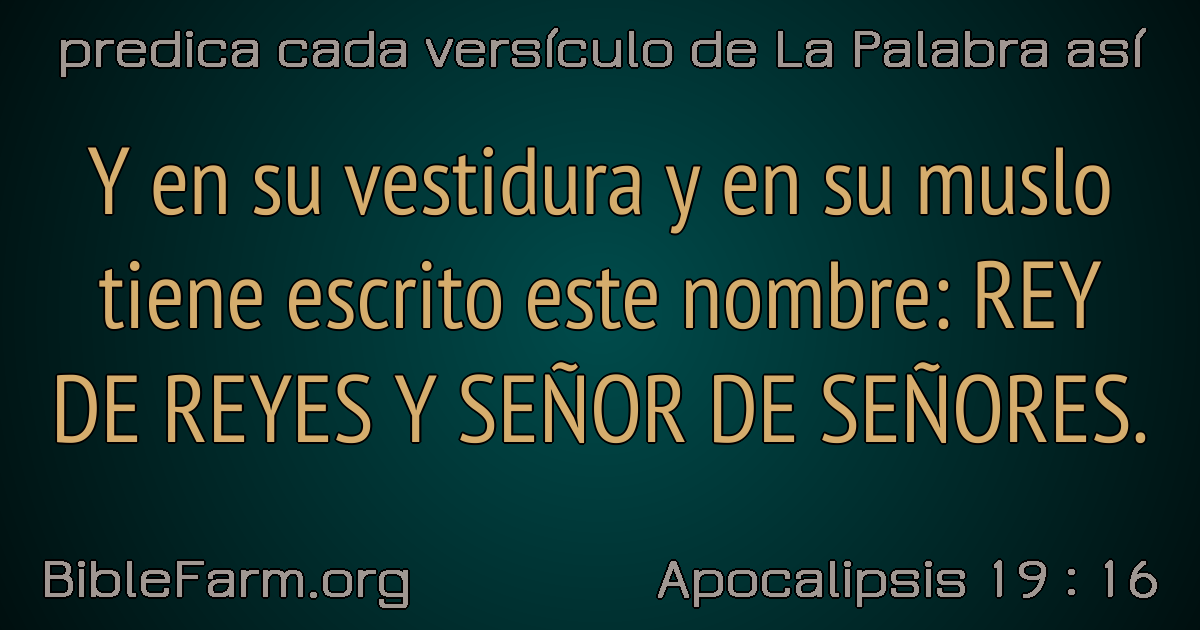 predica cada versículo de La Palabra así
Y en su vestidura y en su muslo
tiene escrito este nombre: REY
DE REYES Y SEÑOR DE SEÑORES.
BibleFarm.org
Apocalipsis 19 : 16